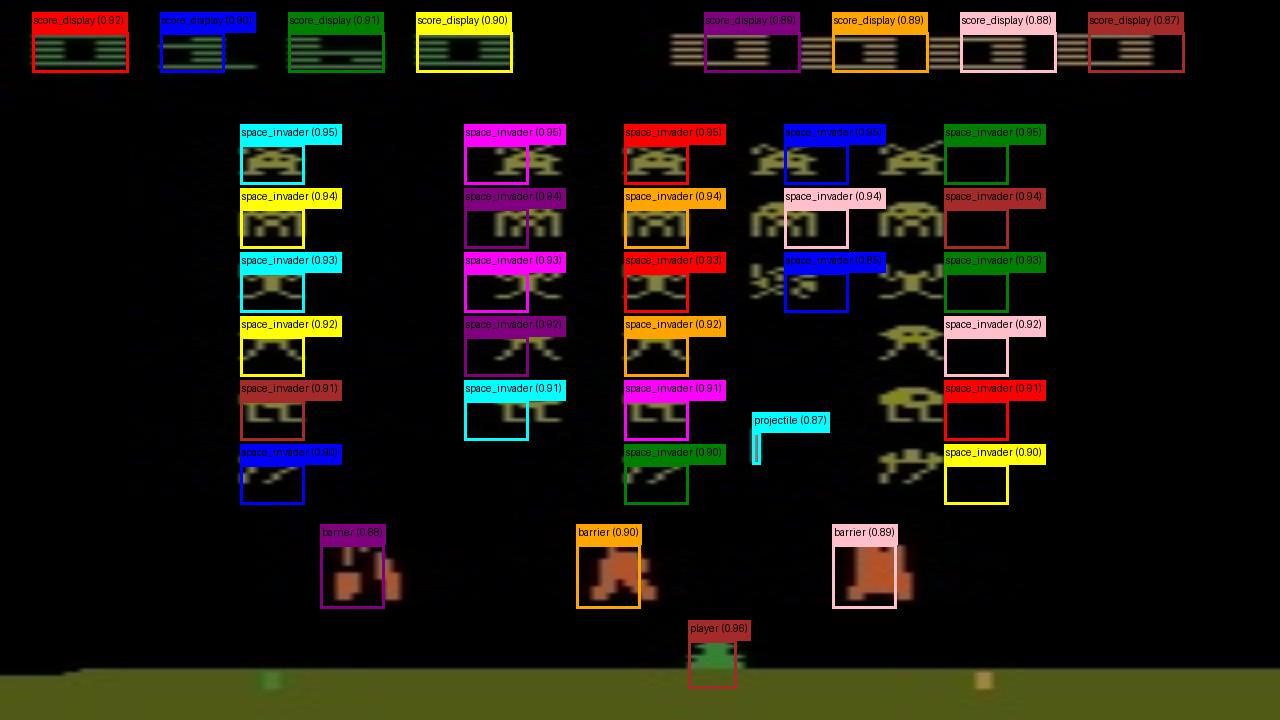 score_display (0.92) score_display (0.90) score_display (0.91) score_display (0.90) score_display (0.89) score_display (0.89) score_display (0.88) score_display (0.87)
space_invader (0.95) space_invader (0.95) space_invader (0.95) space_invader (0.95) space_invader (0.95)
space_invader (0.94) space_invader (0.94) space_invader (0.94) space_invader (0.94) space_invader (0.94)
space_invader (0.93) space_invader (0.93) space_invader (0.93) space_invader (0.85) space_invader (0.93)
space_invader (0.92) space_invader (0.92) space_invader (0.92) space_invader (0.92)
space_invader (0.91) space_invader (0.91) space_invader (0.91) space_invader (0.91)
projectile (0.87)
space_invader (0.90) space_invader (0.90) space_invader (0.90)
barrier (0.88) barrier (0.90) barrier (0.89)
player (0.96)